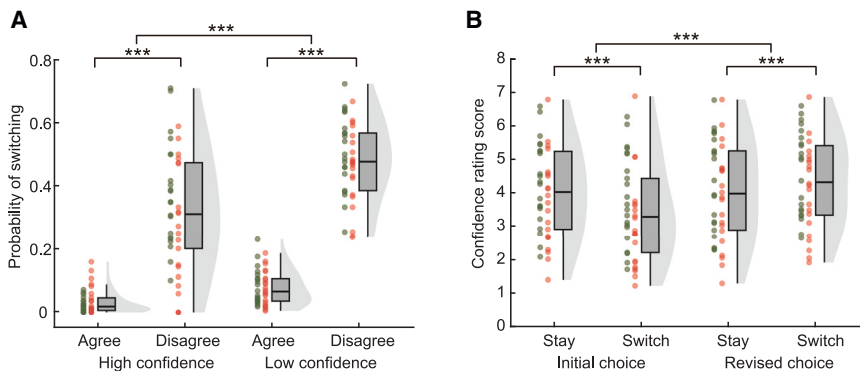 A
***
*** ***
Probability of switching
0.8
0.6
0.4
0.2
0
Agree Disagree Agree Disagree
High confidence Low confidence
B
***
*** ***
Confidence rating score
8
7
6
5
4
3
2
1
0
Stay Switch Stay Switch
Initial choice Revised choice